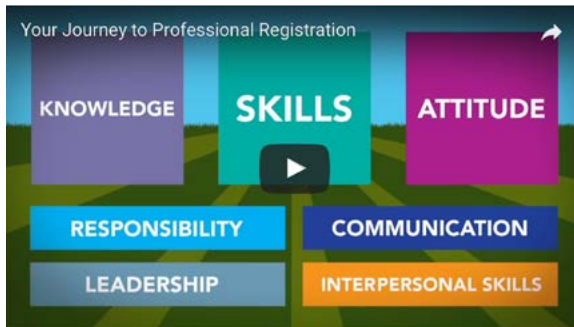 Your Journey to Professional Registration
KNOWLEDGE
SKILLS
ATTITUDE
RESPONSIBILITY
COMMUNICATION
LEADERSHIP
INTERPERSONAL SKILLS